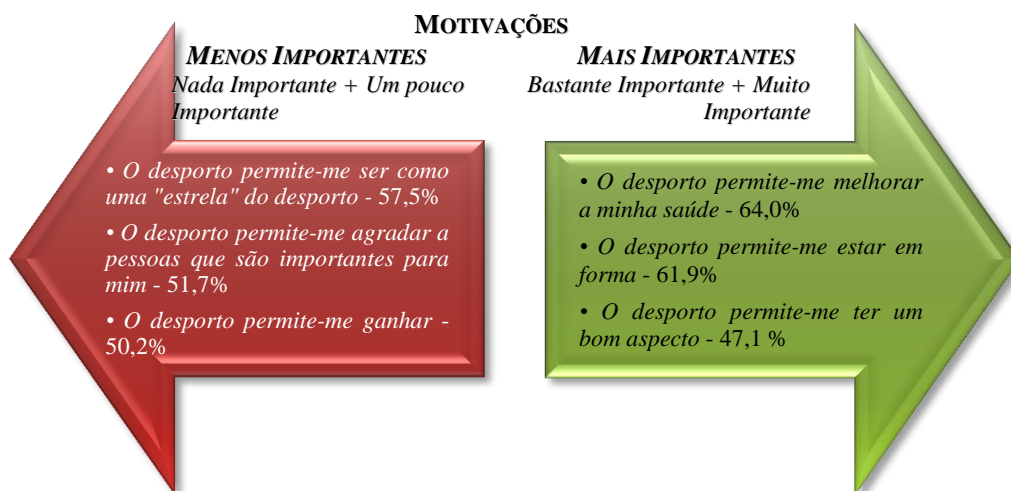 MOTIVAÇÕES
MENOS IMPORTANTES
Nada Importante + Um pouco
Importante
• O desporto permite-me ser como
uma "estrela" do desporto - 57,5%
• O desporto permite-me agradar a
pessoas que são importantes para
mim - 51,7%
• O desporto permite-me ganhar -
50,2%
MAIS IMPORTANTES
Bastante Importante + Muito
Importante
• O desporto permite-me melhorar
a minha saúde - 64,0%
• O desporto permite-me estar em
forma - 61,9%
• O desporto permite-me ter um
bom aspecto - 47,1 %